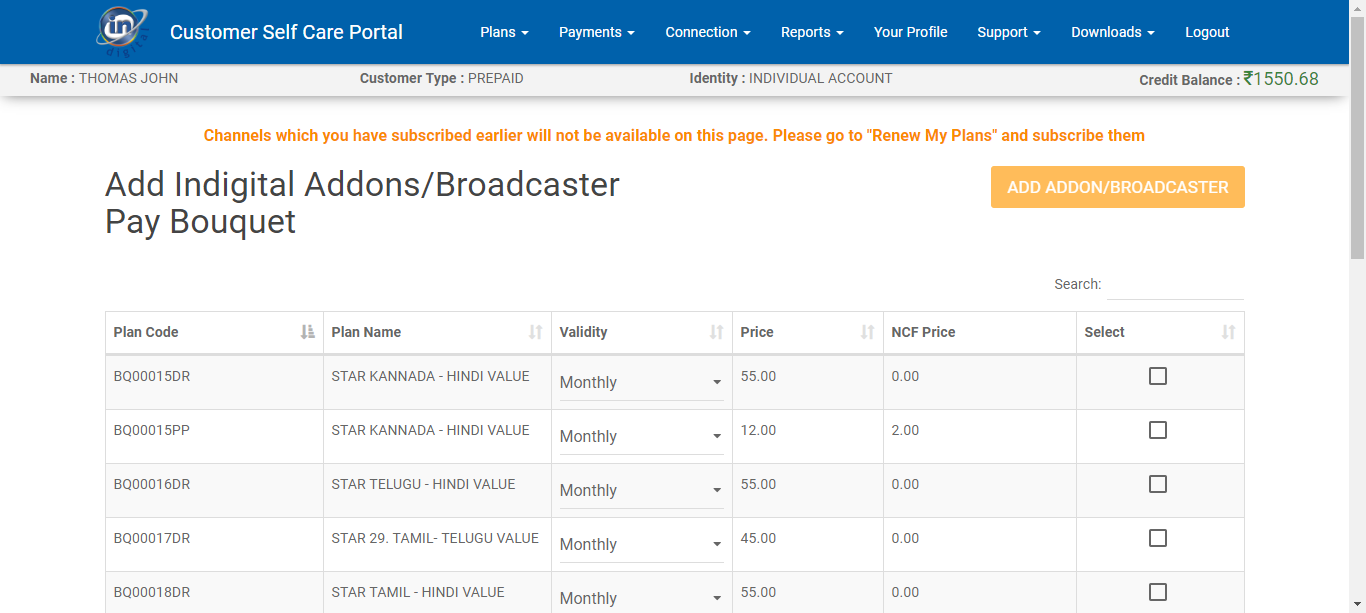 in
digital
Customer Self Care Portal
Plans
Payments
Connection
Reports
Your Profile
Support
Downloads
Logout
Name : THOMAS JOHN
Customer Type : PREPAID
Identity : INDIVIDUAL ACCOUNT
Credit Balance : ₹1550.68
Channels which you have subscribed earlier will not be available on this page. Please go to "Renew My Plans" and subscribe them
Add Indigital Addons/Broadcaster
Pay Bouquet
ADD ADDON/BROADCASTER
Search:
Plan Code Plan Name Validity Price NCF Price Select
BQ00015DR STAR KANNADA - HINDI VALUE Monthly 55.00 0.00
BQ00015PP STAR KANNADA - HINDI VALUE Monthly 12.00 2.00
BQ00016DR STAR TELUGU - HINDI VALUE Monthly 55.00 0.00
BQ00017DR STAR 29. TAMIL- TELUGU VALUE Monthly 45.00 0.00
BQ00018DR STAR TAMIL - HINDI VALUE Monthly 55.00 0.00